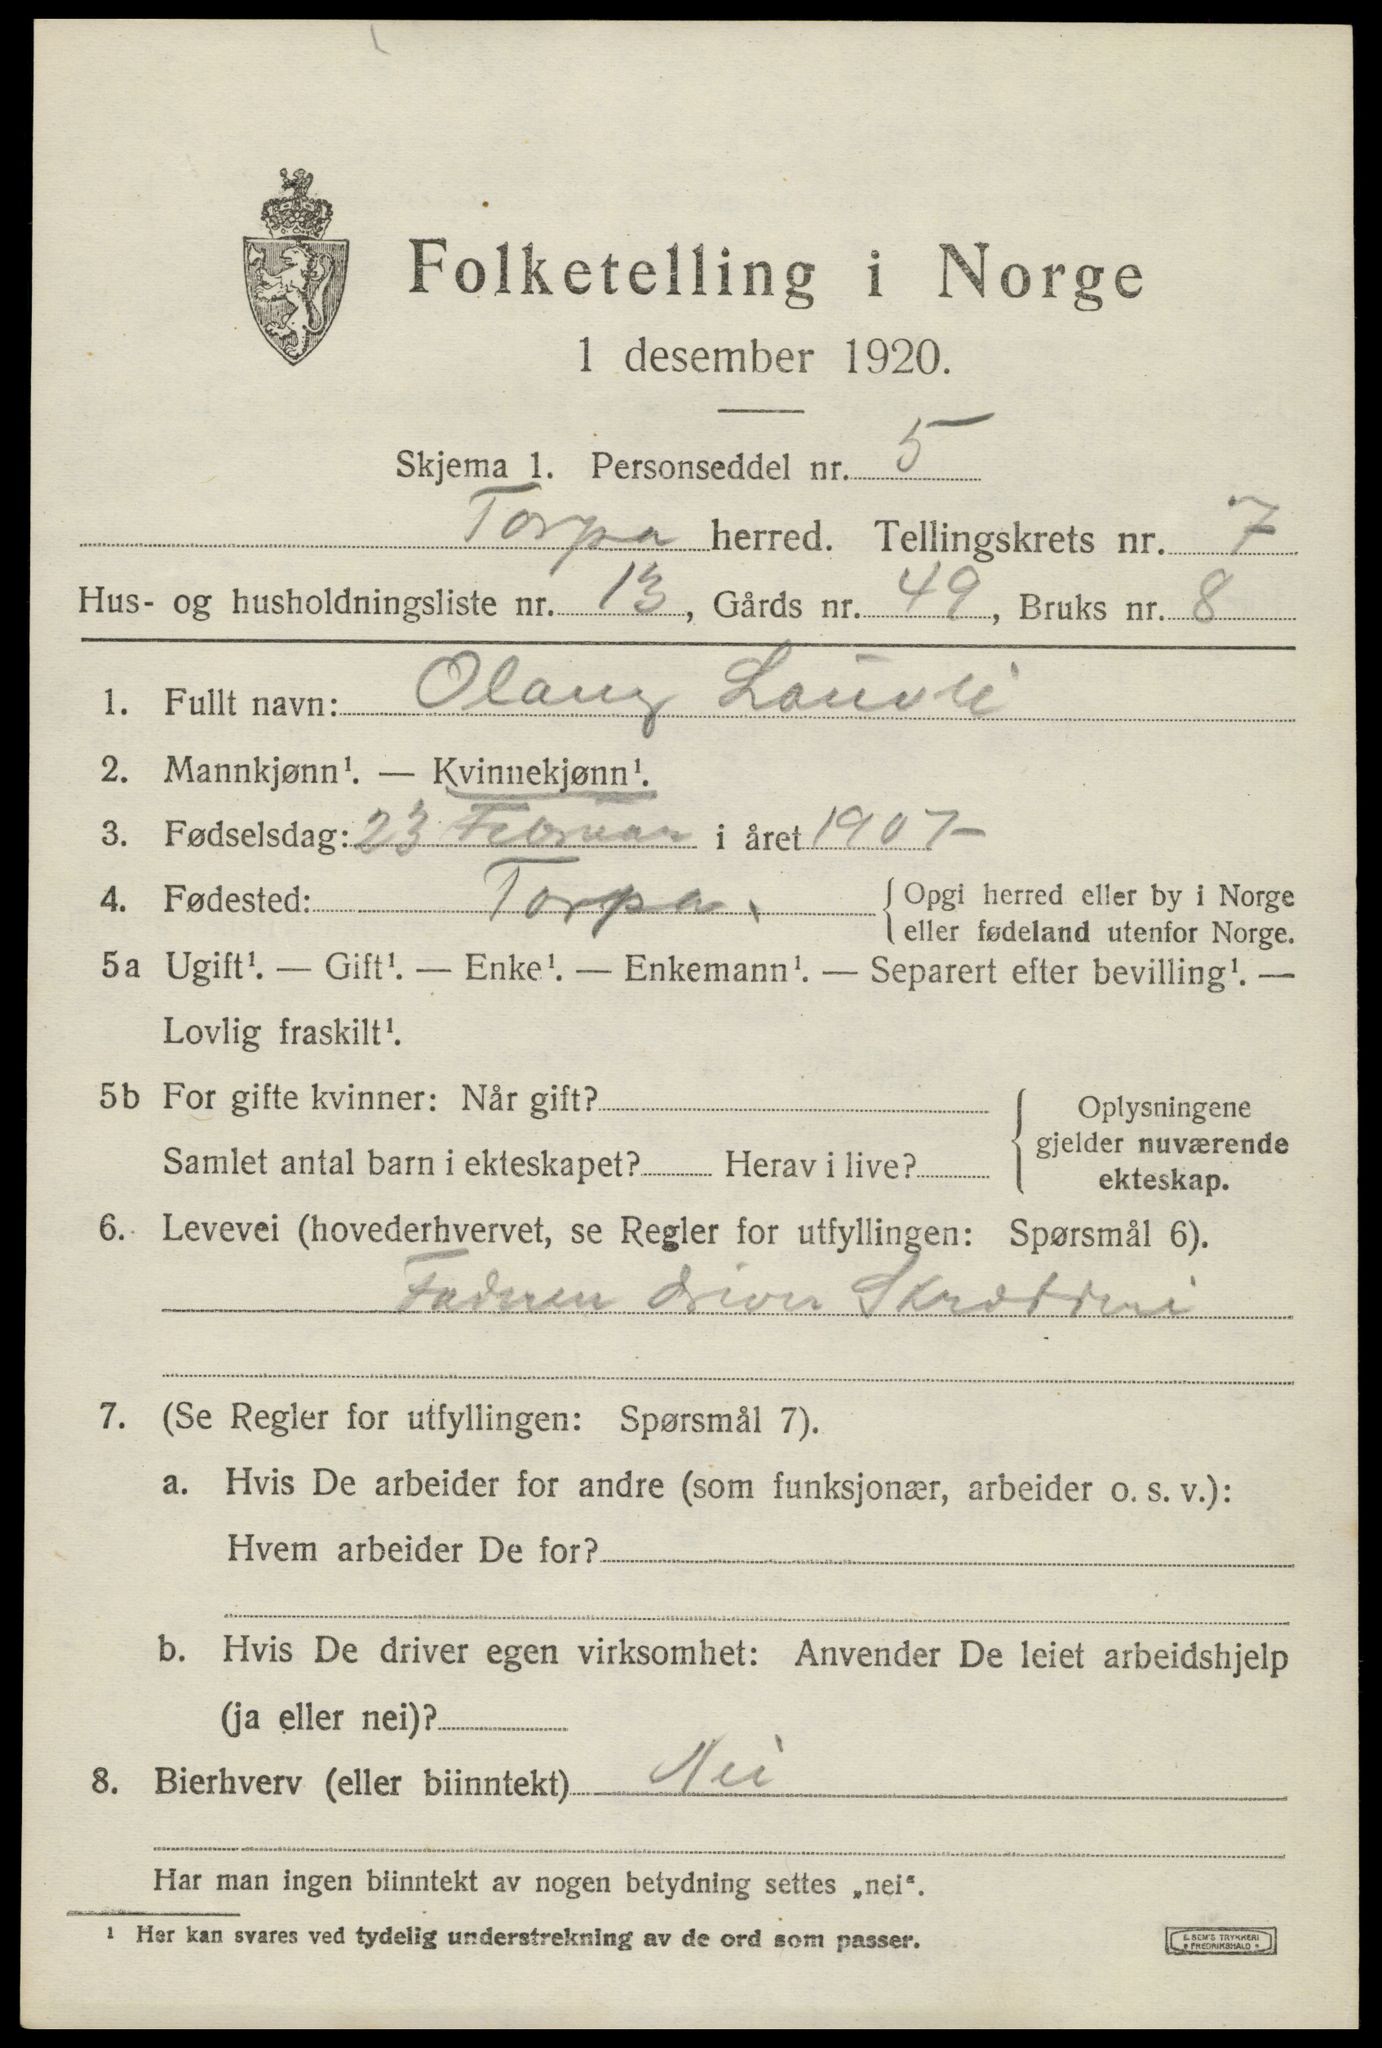 Folketelling i Norge
1 desember 1920.
Skjema 1. Personseddel nr. 5
Torpa herred. Tellingskrets nr. 7
Hus- og husholdningsliste nr. 13, Gårds nr. 49, Bruks nr. 8
1. Fullt navn: Olaug Lauvli
2. Mannkjønn¹. — Kvinnekjønn¹.
3. Fødselsdag: 23 Februar i året 1907
4. Fødested: Torpa. { Opgi herred eller by i Norge
eller fødeland utenfor Norge.
5a Ugift¹. — Gift¹. — Enke¹. — Enkemann¹. — Separert efter bevilling¹. —
Lovlig fraskilt¹.
5b For gifte kvinner: Når gift?
Samlet antal barn i ekteskapet? Herav i live?
{ Oplysningene
gjelder nuværende
ekteskap.
6. Levevei (hovederhvervet, se Regler for utfyllingen: Spørsmål 6).
Faderen driver
7. (Se Regler for utfyllingen: Spørsmål 7).
a. Hvis De arbeider for andre (som funksjonær, arbeider o. s. v.):
Hvem arbeider De for?
b. Hvis De driver egen virksomhet: Anvender De leiet arbeidshjelp
(ja eller nei)?
8. Bierhverv (eller biinntekt) Nei
Har man ingen biinntekt av nogen betydning settes „nei“.
¹ Her kan svares ved tydelig understrekning av de ord som passer.
E. SEM'S TRYKKERI
• FREDRIKSHALD •